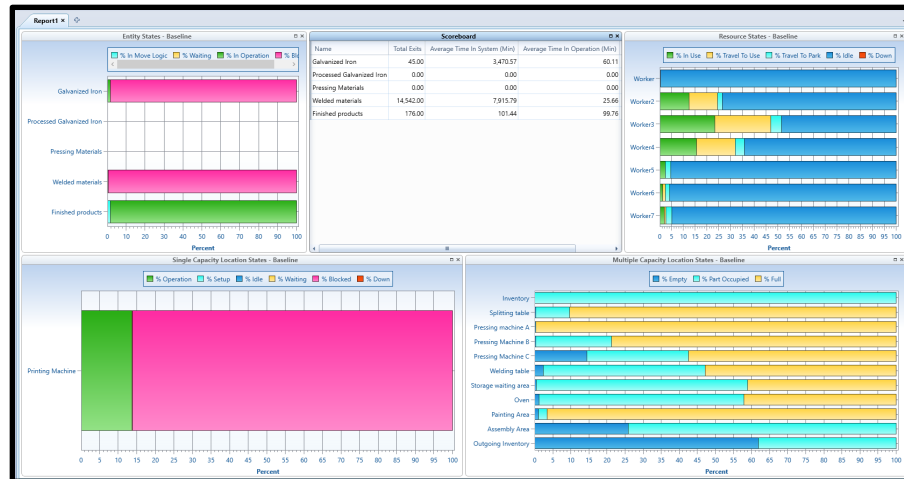 Report1 ×
Entity States - Baseline
% In Move Logic % Waiting % In Operation % Bl
Galvanized Iron
Processed Galvanized Iron
Pressing Materials
Welded materials
Finished products
0 10 20 30 40 50 60 70 80 90 100
Percent
Scoreboard
Name Total Exits Average Time In System (Min) Average Time In Operation (Min)
Galvanized Iron 45.00 3,470.57 60.11
Processed Galvanized Iron 0.00 0.00 0.00
Pressing Materials 0.00 0.00 0.00
Welded materials 14,542.00 7,915.79 25.66
Finished products 176.00 101.44 99.76
Resource States - Baseline
% In Use % Travel To Use % Travel To Park % Idle % Down
Worker
Worker2
Worker3
Worker4
Worker5
Worker6
Worker7
0 5 10 15 20 25 30 35 40 45 50 55 60 65 70 75 80 85 90 95 100
Percent
Single Capacity Location States - Baseline
% Operation % Setup % Idle % Waiting % Blocked % Down
Printing Machine
0 5 10 15 20 25 30 35 40 45 50 55 60 65 70 75 80 85 90 95 100
Percent
Multiple Capacity Location States - Baseline
% Empty % Part Occupied % Full
Inventory
Splitting table
Pressing machine A
Pressing Machine B
Pressing Machine C
Welding table
Storage waiting area
Oven
Painting Area
Assembly Area
Outgoing Inventory
0 5 10 15 20 25 30 35 40 45 50 55 60 65 70 75 80 85 90 95 100
Percent